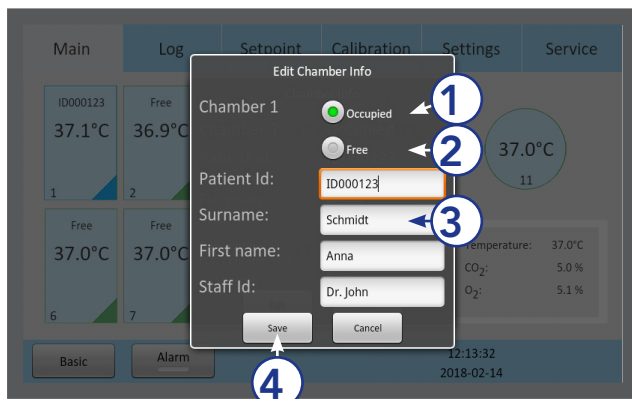 Main Log Setpoint Calibration Settings Service
Edit Chamber Info
Chamber 1 Occupied 1
Free 2
Patient Id: ID000123
Surname: Schmidt 3
First name: Anna
Staff Id: Dr. John
Save Cancel
4
ID000123 Free
37.1°C 36.9°C
1 2
Free Free
37.0°C 37.0°C
6 7
37.0°C
11
Temperature: 37.0°C
CO2: 5.0 %
O2: 5.1 %
Basic Alarm
12:13:32
2018-02-14